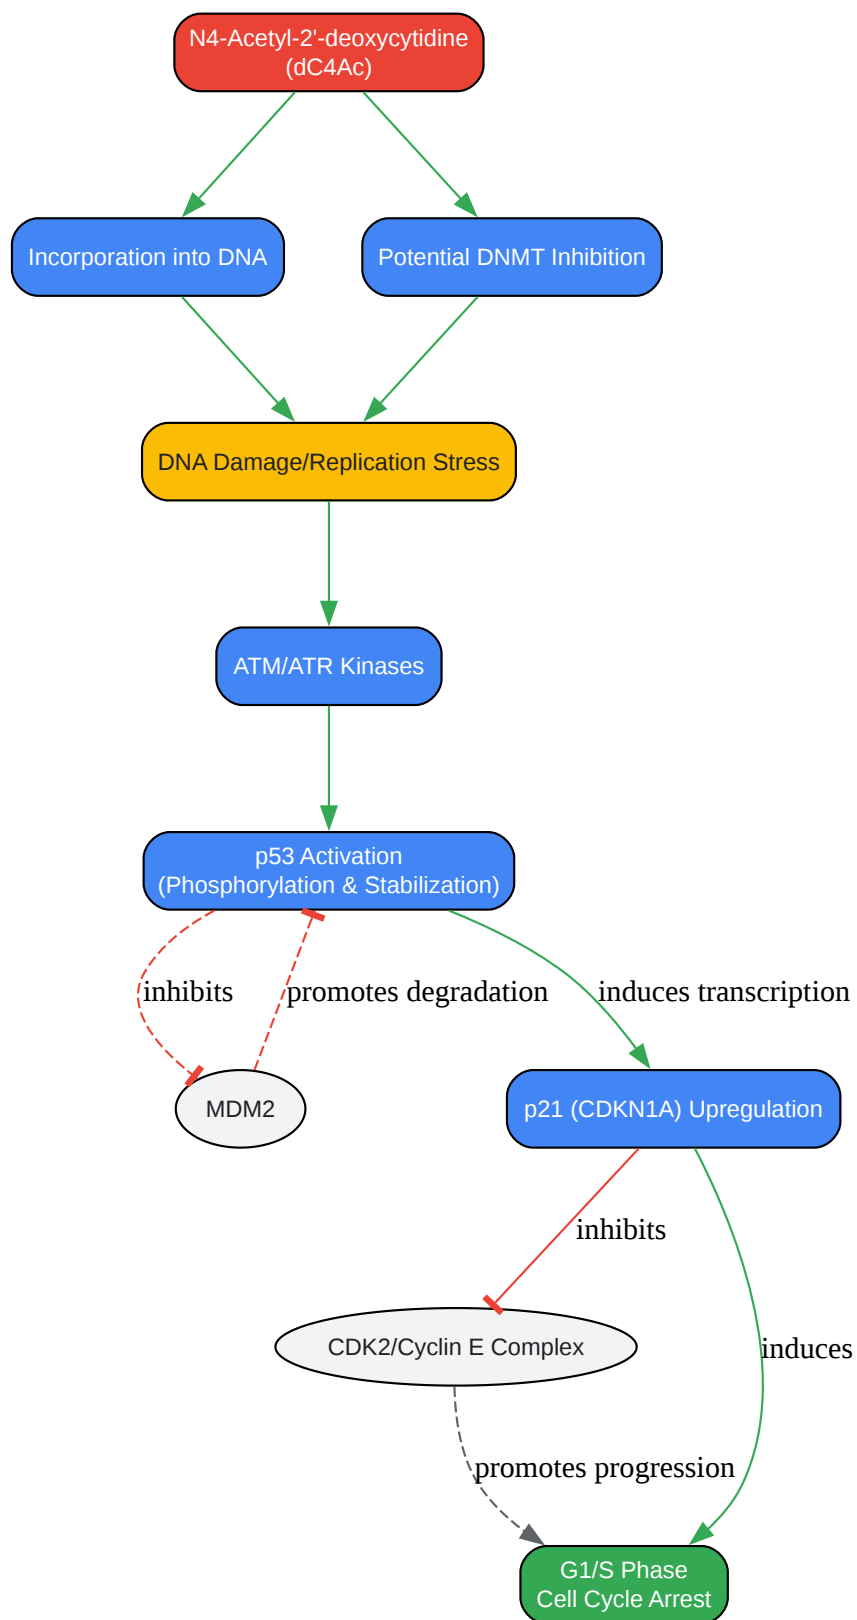 N4-Acetyl-2'-deoxycytidine
(dC4Ac)
Incorporation into DNA
Potential DNMT Inhibition
DNA Damage/Replication Stress
ATM/ATR Kinases
p53 Activation
(Phosphorylation & Stabilization)
inhibits
promotes degradation
induces transcription
MDM2
p21 (CDKN1A) Upregulation
inhibits
CDK2/Cyclin E Complex
induces
promotes progression
G1/S Phase
Cell Cycle Arrest